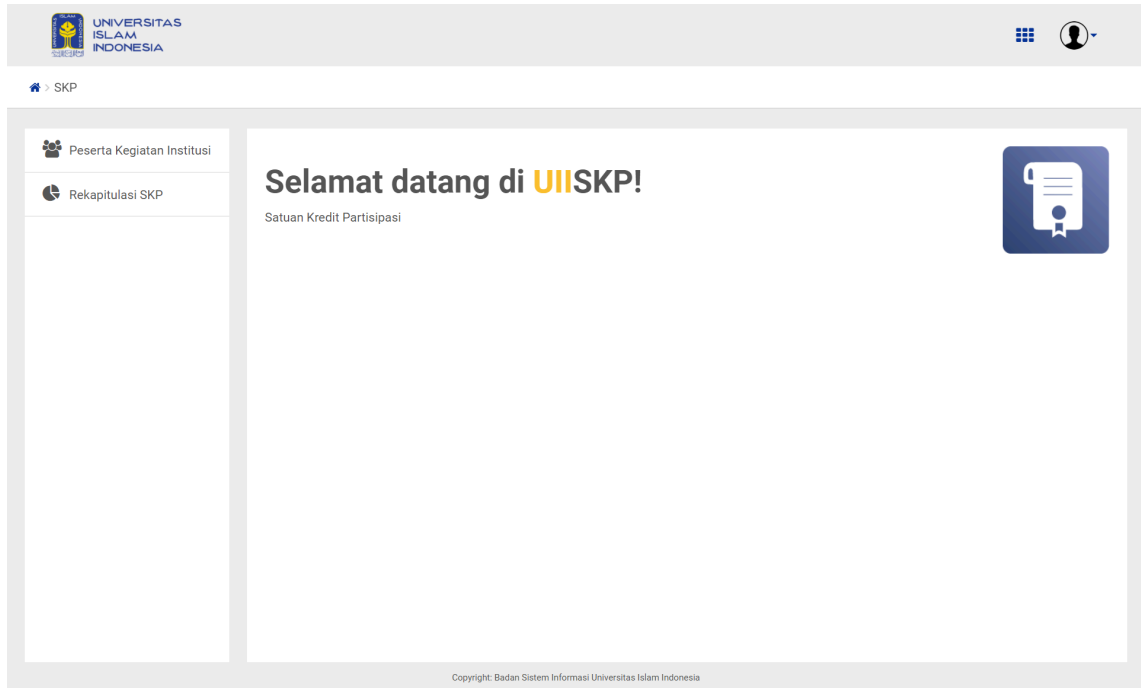 UNIVERSITAS
ISLAM
INDONESIA
SKP
Peserta Kegiatan Institusi
Rekapitulasi SKP
Selamat datang di UIISKP!
Satuan Kredit Partisipasi
Copyright: Badan Sistem Informasi Universitas Islam Indonesia